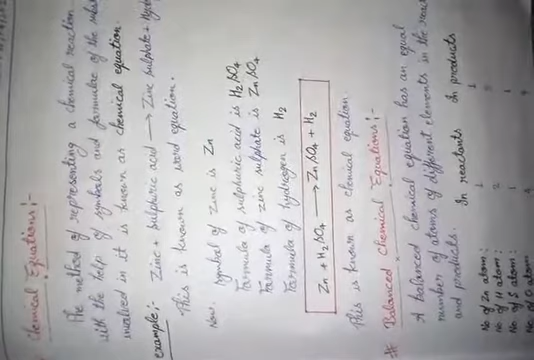 Chemical Equations:-
The method of representing a chemical reaction
with the help of symbols and formulae of the
involved in it is known as chemical equation.
example:- Zinc + Sulphuric acid → Zinc Sulphate +
This is known as word equation.
Now: Symbol of Zinc is Zn
Formula of Sulphuric acid is H2SO4
Formula of zinc sulphate is ZnSO4
Formula of hydrogen is H2
Zn + H2SO4 → ZnSO4 + H2
This is known as chemical equation.
# Balanced Chemical Equations:-
A balanced chemical equation has an equal
number of atoms of different elements in the
and products. In reactants In products
No of Zn atom: 1 1
No of H atom: 2 2
No of S atom: 1 1
No of O atom: 4 4